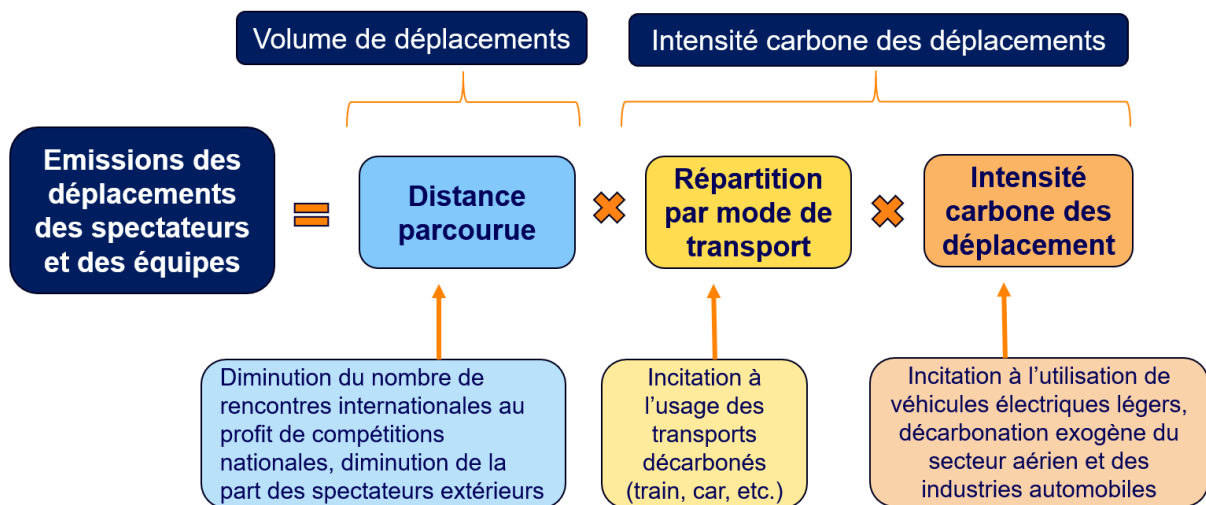 Volume de déplacements
Intensité carbone des déplacements
Emissions des
déplacements
des spectateurs
et des équipes
=
Distance
parcourue
Répartition
par mode de
transport
Intensité
carbone des
déplacement
Diminution du nombre de
rencontres internationales au
profit de compétitions
nationales, diminution de la
part des spectateurs extérieurs
Incitation à
l’usage des
transports
décarbonés
(train, car, etc.)
Incitation à l’utilisation de
véhicules électriques légers,
décarbonation exogène du
secteur aérien et des
industries automobiles